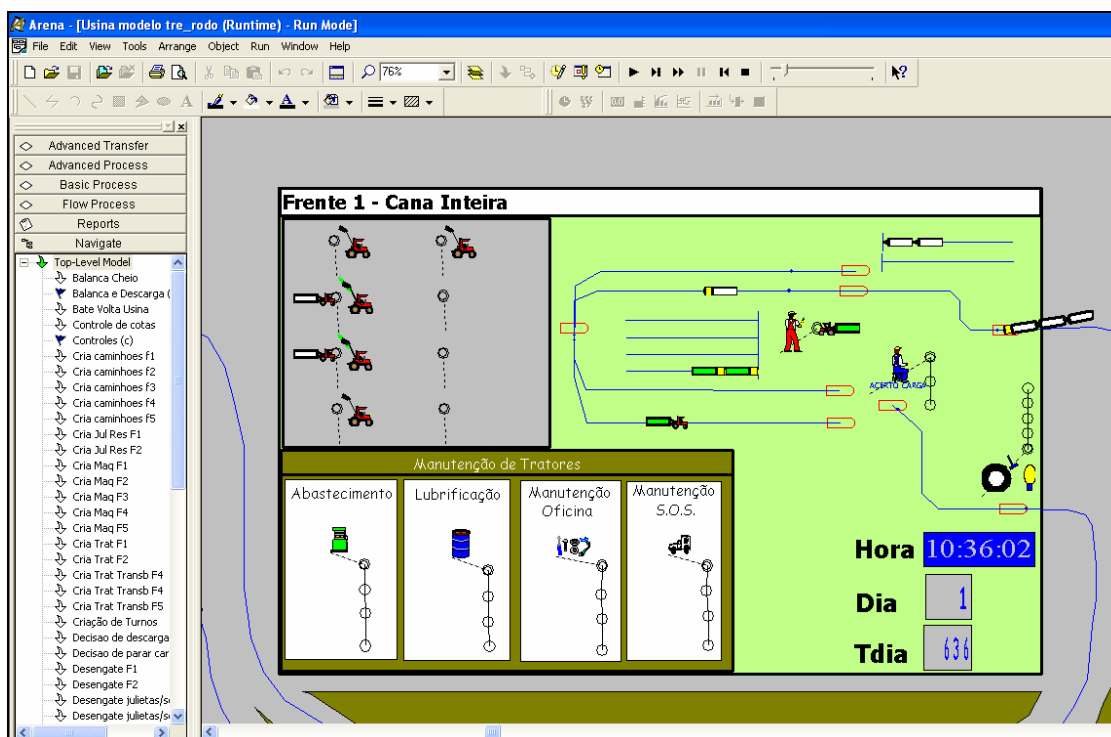 Arena - [Usina modelo tre_rodo (Runtime) - Run Mode]
File Edit View Tools Arrange Object Run Window Help
76%
Advanced Transfer
Advanced Process
Basic Process
Flow Process
Reports
Navigate
Top-Level Model
Balanca Cheio
Balanca e Descarga (
Bate Volta Usina
Controle de cotas
Controles (c)
Cria caminhoes f1
Cria caminhoes f2
Cria caminhoes f3
Cria caminhoes f4
Cria caminhoes f5
Cria Jul Res F1
Cria Jul Res F2
Cria Maq F1
Cria Maq F2
Cria Maq F3
Cria Maq F4
Cria Maq F5
Cria Trat F1
Cria Trat F2
Cria Trat Transb F4
Cria Trat Transb F4
Cria Trat Transb F5
Criação de Turnos
Decisao de descarga
Decisao de parar car
Desengate F1
Desengate F2
Desengate julietas/s
Desengate julietas/s
Frente 1 - Cana Inteira
ACERTO CARGA
Manutenção de Tratores
Abastecimento
Lubrificação
Manutenção
Oficina
Manutenção
S.O.S.
Hora 10:36:02
Dia 1
Tdia 636